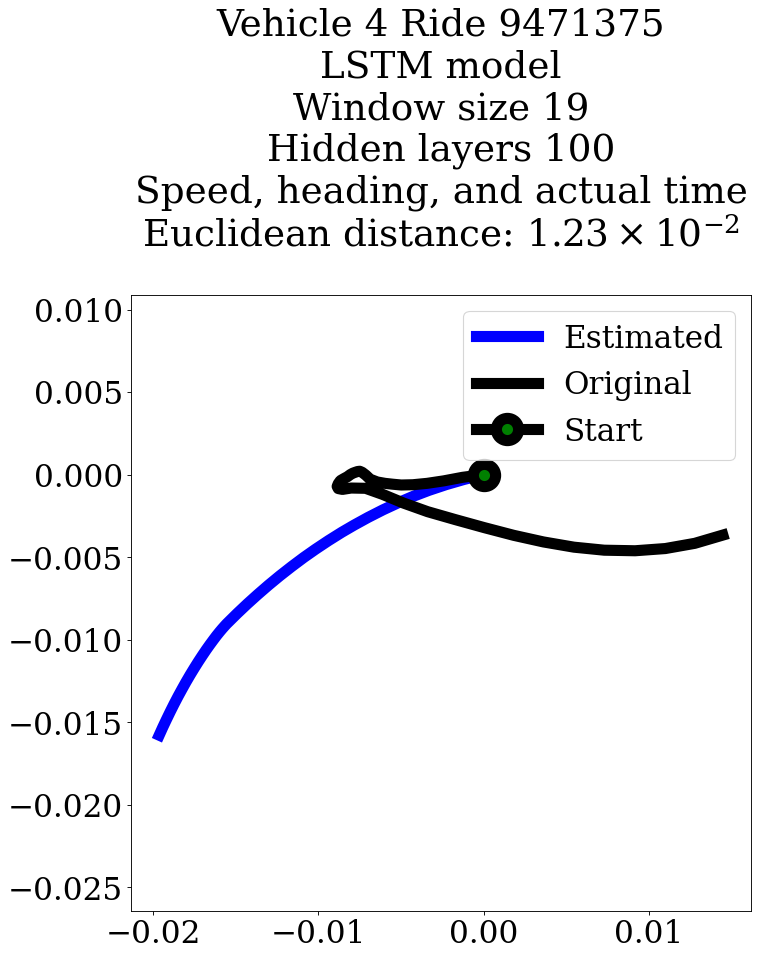 Vehicle 4 Ride 9471375
LSTM model
Window size 19
Hidden layers 100
Speed, heading, and actual time
Euclidean distance: 1.23 × 10⁻²
Estimated
Original
Start
0.010
0.005
0.000
−0.005
−0.010
−0.015
−0.020
−0.025
−0.02 −0.01 0.00 0.01